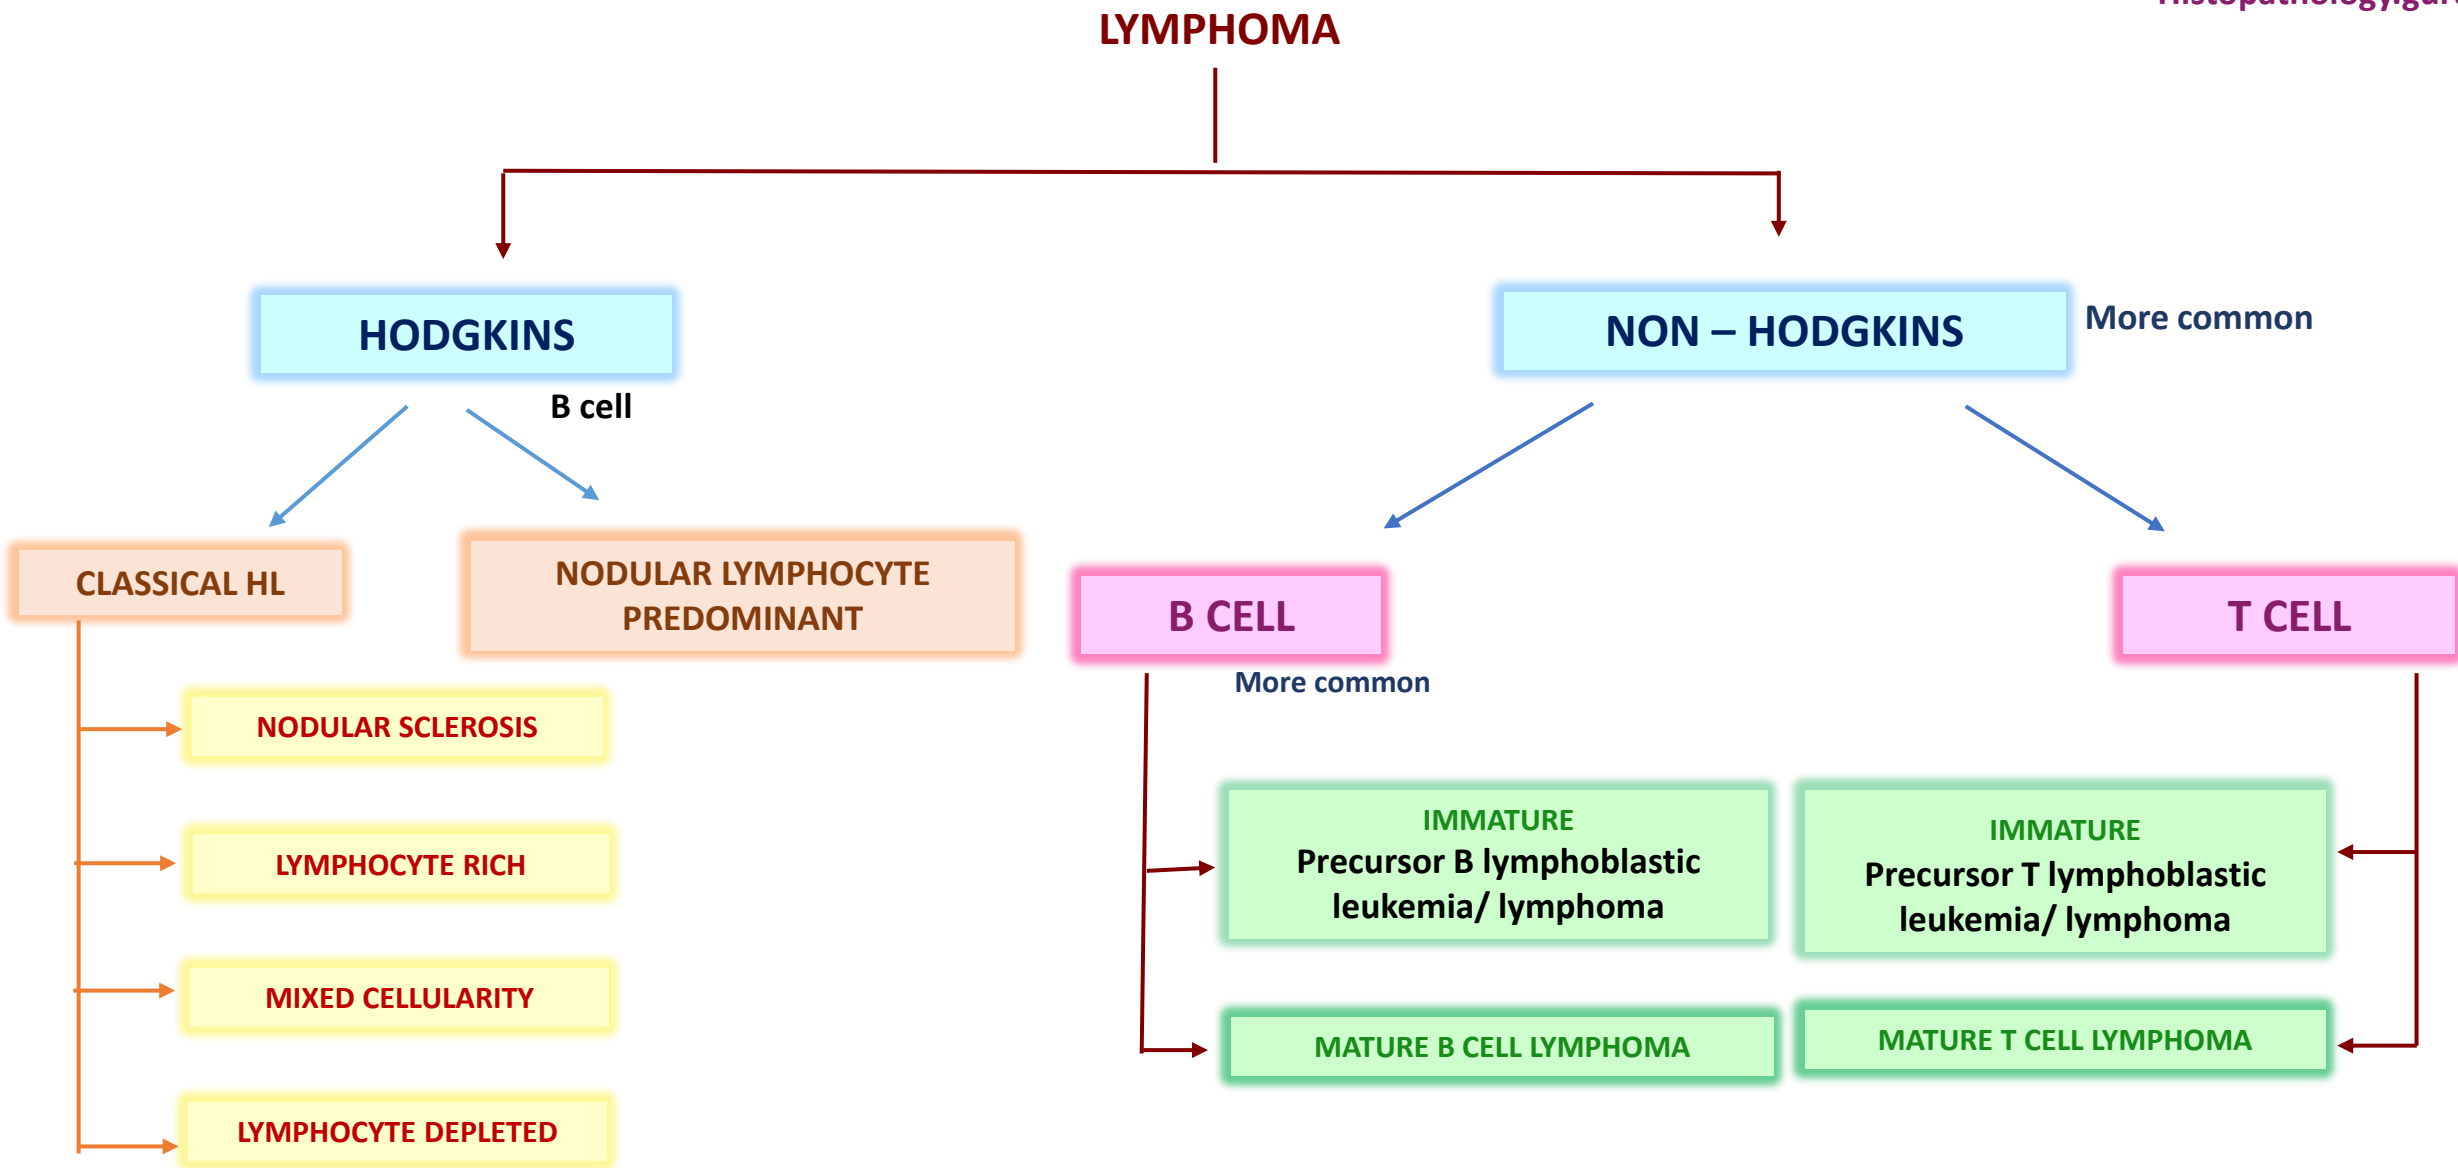 LYMPHOMA
HODGKINS
B cell
NON – HODGKINS
More common
CLASSICAL HL
NODULAR LYMPHOCYTE
PREDOMINANT
NODULAR SCLEROSIS
LYMPHOCYTE RICH
MIXED CELLULARITY
LYMPHOCYTE DEPLETED
B CELL
More common
T CELL
IMMATURE
Precursor B lymphoblastic
leukemia/ lymphoma
MATURE B CELL LYMPHOMA
IMMATURE
Precursor T lymphoblastic
leukemia/ lymphoma
MATURE T CELL LYMPHOMA